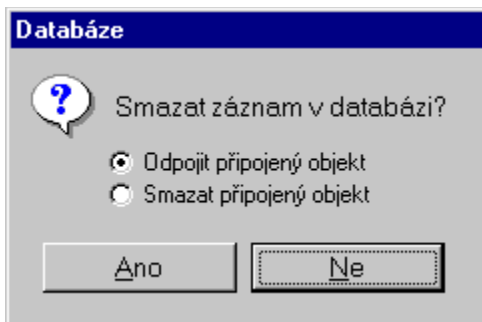 Databáze
?
Smazat záznam v databázi?
Odpojit připojený objekt
Smazat připojený objekt
Ano
Ne